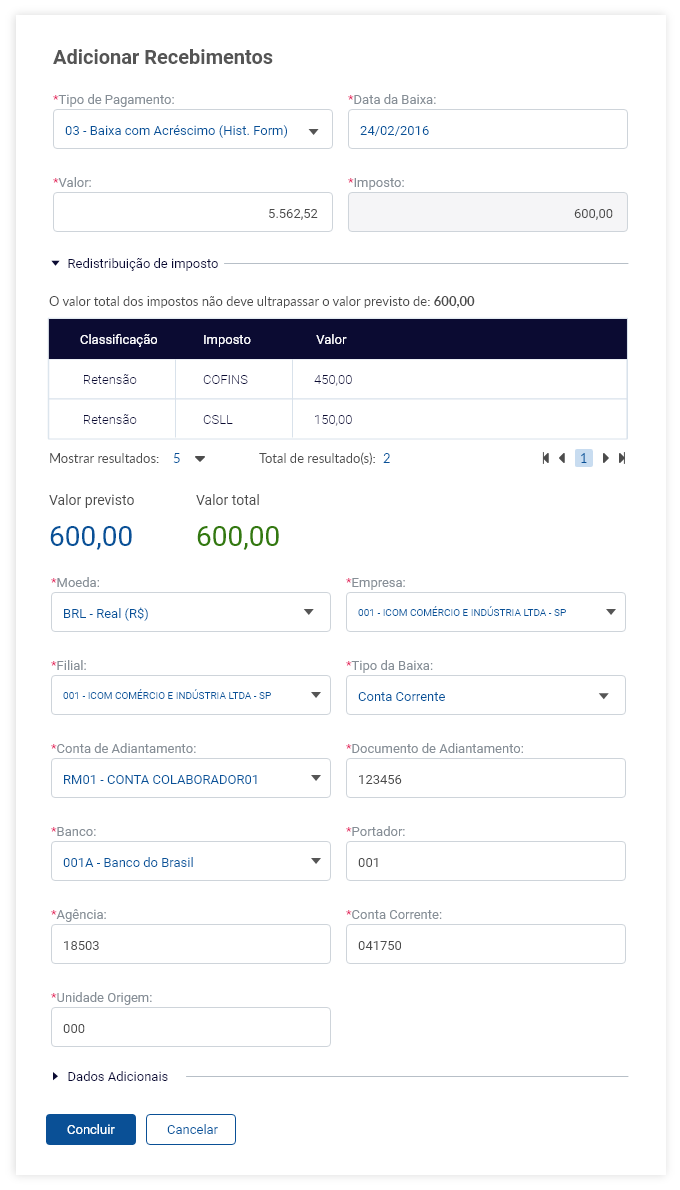 Adicionar Recebimentos
*Tipo de Pagamento: *Data da Baixa:
03 - Baixa com Acréscimo (Hist. Form) 24/02/2016
*Valor: *Imposto:
5.562,52 600,00
Redistribuição de imposto
O valor total dos impostos não deve ultrapassar o valor previsto de: 600,00
Classificação Imposto Valor
Retensão COFINS 450,00
Retensão CSLL 150,00
Mostrar resultados: 5 Total de resultado(s): 2 1
Valor previsto Valor total
600,00 600,00
*Moeda: *Empresa:
BRL - Real (R$) 001 - ICOM COMÉRCIO E INDÚSTRIA LTDA - SP
*Filial: *Tipo da Baixa:
001 - ICOM COMÉRCIO E INDÚSTRIA LTDA - SP Conta Corrente
*Conta de Adiantamento: *Documento de Adiantamento:
RM01 - CONTA COLABORADOR01 123456
*Banco: *Portador:
001A - Banco do Brasil 001
*Agência: *Conta Corrente:
18503 041750
*Unidade Origem:
000
Dados Adicionais
Concluir Cancelar